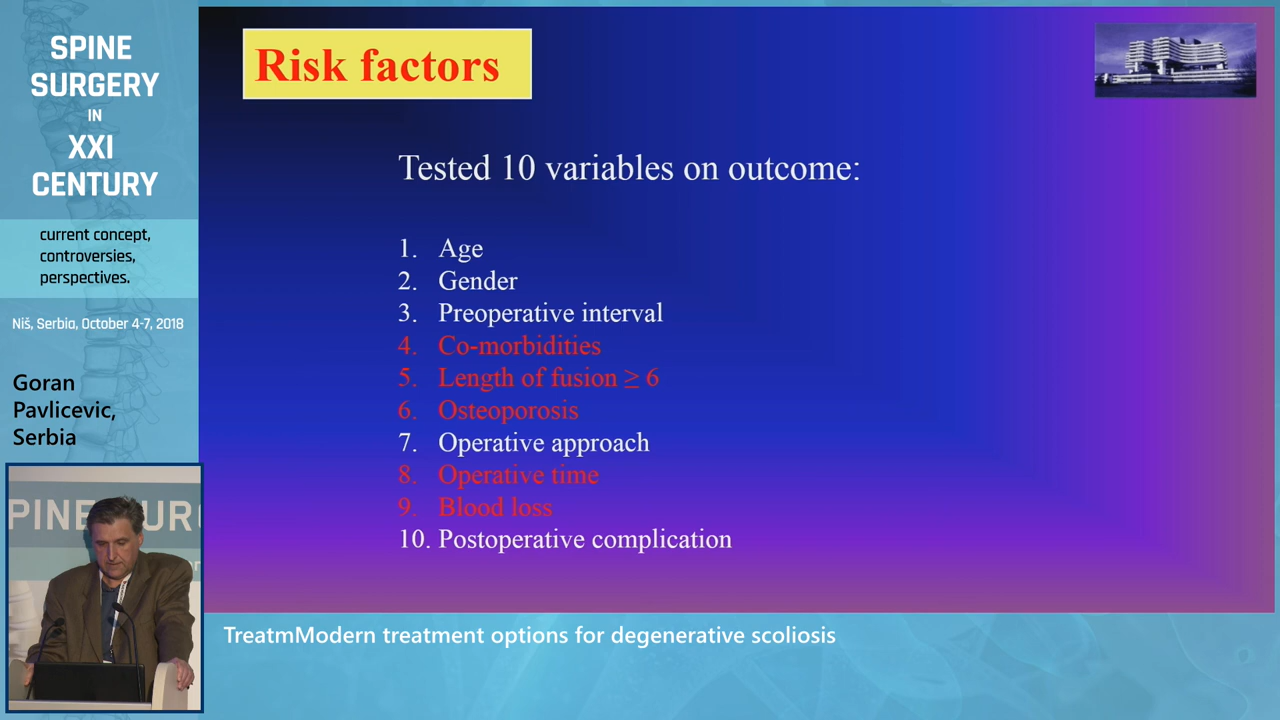 SPINE
SURGERY
IN
XXI
CENTURY
current concept,
controversies,
perspectives.
Niš, Serbia, October 4-7, 2018
Goran
Pavlicevic,
Serbia
PINE SUR
Risk factors
Tested 10 variables on outcome:
1. Age
2. Gender
3. Preoperative interval
4. Co-morbidities
5. Length of fusion ≥ 6
6. Osteoporosis
7. Operative approach
8. Operative time
9. Blood loss
10. Postoperative complication
TreatmModern treatment options for degenerative scoliosis